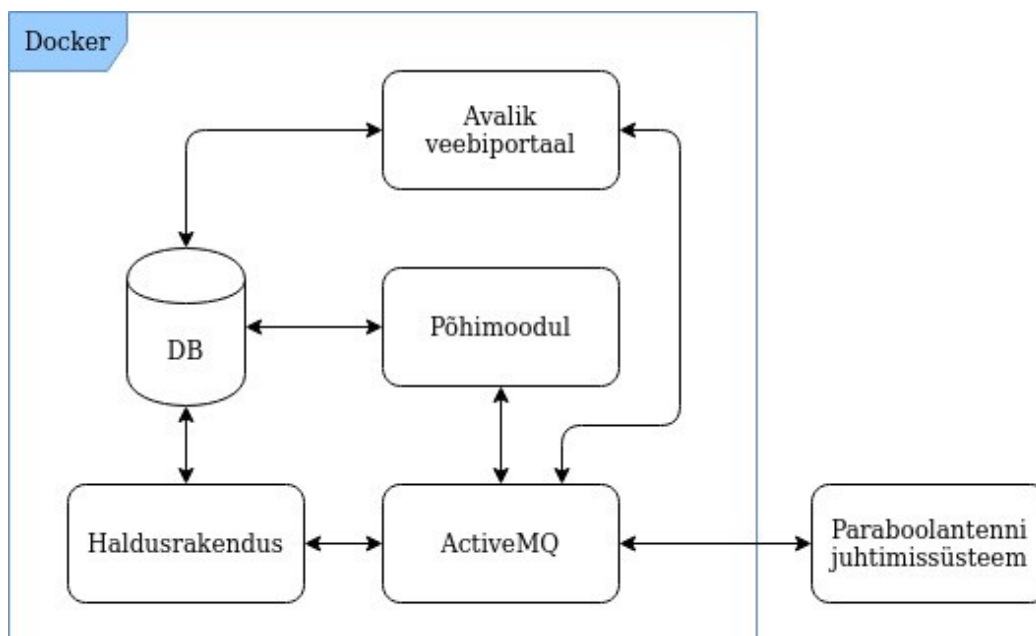 Docker
Avalik
veebiportaal
DB
Põhimoodul
Haldusrakendus
ActiveMQ
Paraboolantenni
juhtimissüsteem